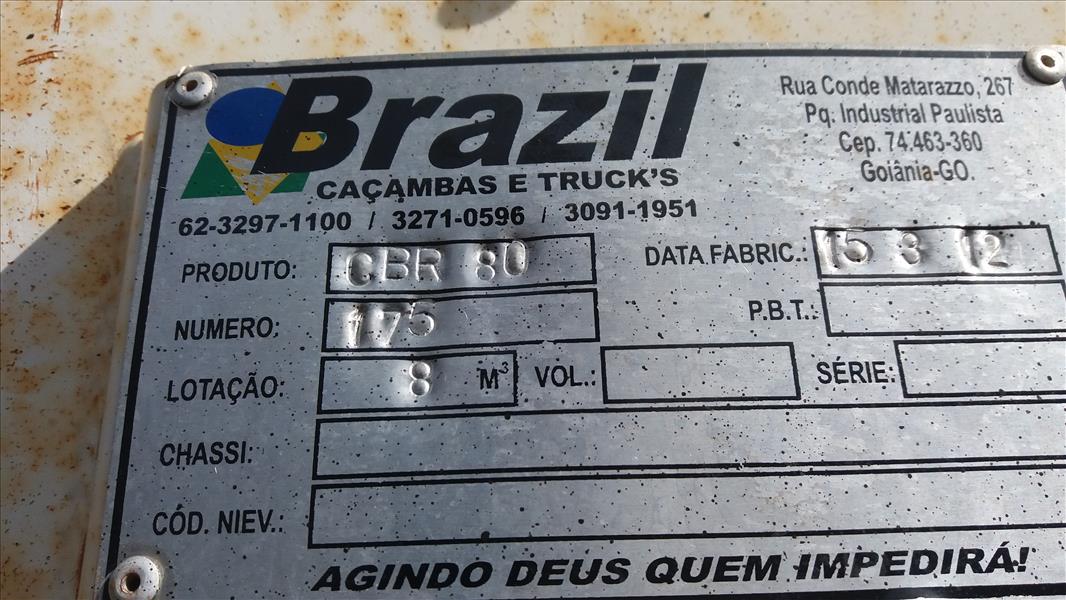 Brazil
CAÇAMBAS E TRUCK'S
62-3297-1100 / 3271-0596 / 3091-1951
Rua Conde Matarazzo, 267
Pq. Industrial Paulista
Cep. 74.463-360
Goiânia-GO.
PRODUTO: CBR 80 DATA FABRIC.: 15 3 12
NUMERO: 175 P.B.T.:
LOTAÇÃO: 8 M³ VOL.: SÉRIE:
CHASSI:
CÓD. NIEV.:
AGINDO DEUS QUEM IMPEDIRÁ!